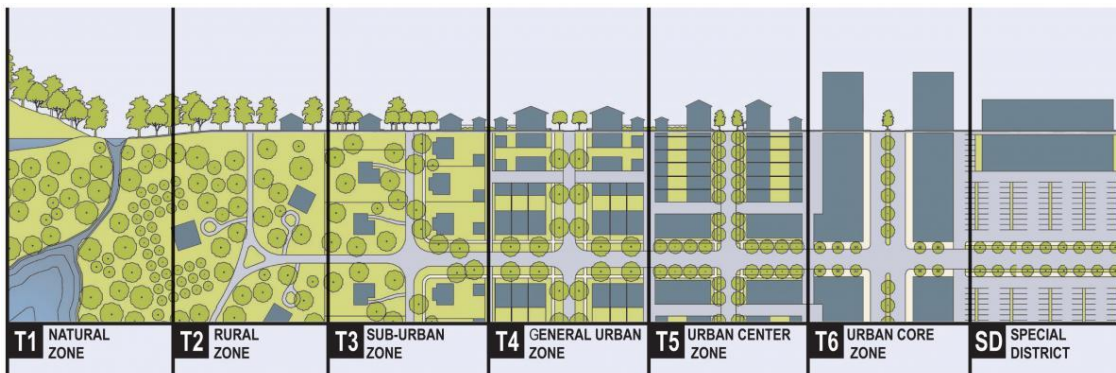 T1 NATURAL
ZONE
T2 RURAL
ZONE
T3 SUB-URBAN
ZONE
T4 GENERAL URBAN
ZONE
T5 URBAN CENTER
ZONE
T6 URBAN CORE
ZONE
SD SPECIAL
DISTRICT